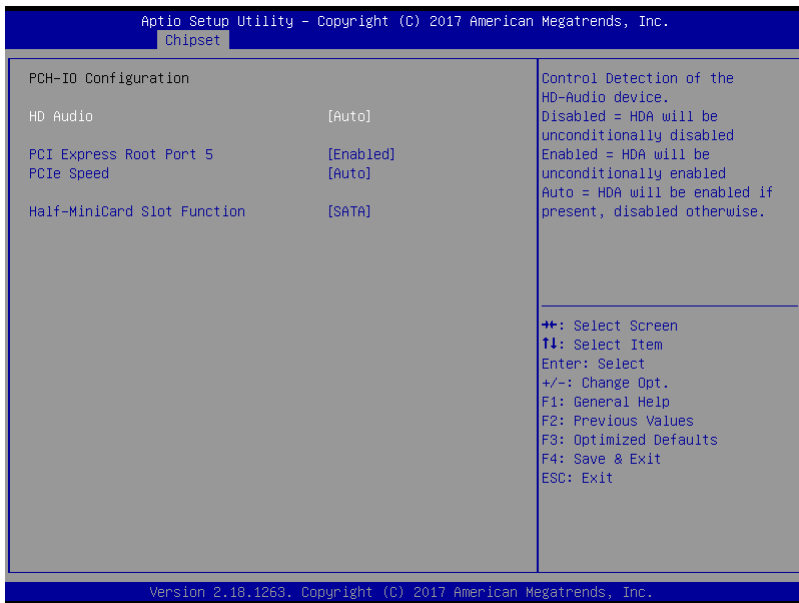 Aptio Setup Utility – Copyright (C) 2017 American Megatrends, Inc.
Chipset
PCH-IO Configuration
HD Audio [Auto]
PCI Express Root Port 5 [Enabled]
PCIe Speed [Auto]
Half-MiniCard Slot Function [SATA]
Control Detection of the
HD-Audio device.
Disabled = HDA will be
unconditionally disabled
Enabled = HDA will be
unconditionally enabled
Auto = HDA will be enabled if
present, disabled otherwise.
→←: Select Screen
↑↓: Select Item
Enter: Select
+/-: Change Opt.
F1: General Help
F2: Previous Values
F3: Optimized Defaults
F4: Save & Exit
ESC: Exit
Version 2.18.1263. Copyright (C) 2017 American Megatrends, Inc.